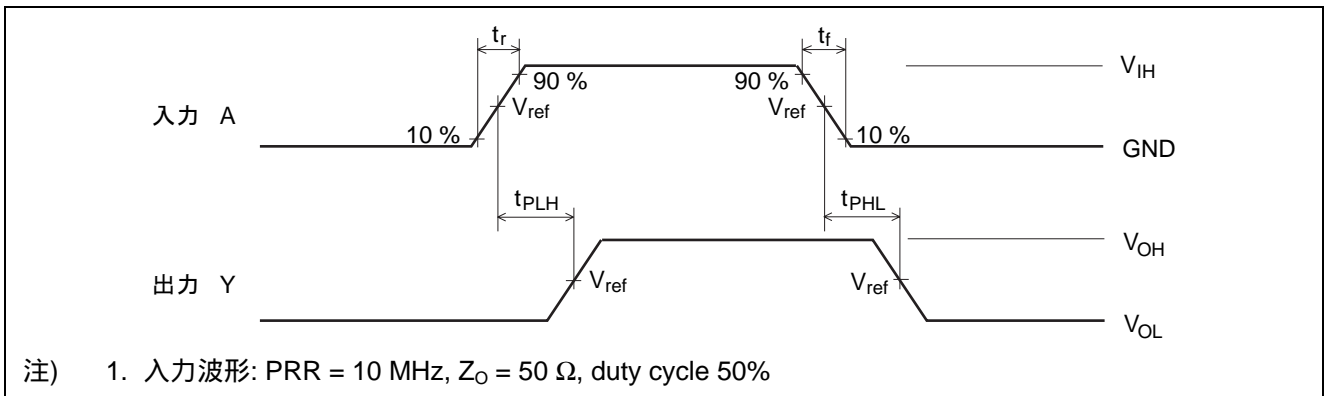 tr
tf
90 %
90 %
VIH
入力 A
Vref
Vref
10 %
10 %
GND
tPLH
tPHL
VOH
出力 Y
Vref
Vref
VOL
注) 1. 入力波形: PRR = 10 MHz, ZO = 50 Ω, duty cycle 50%